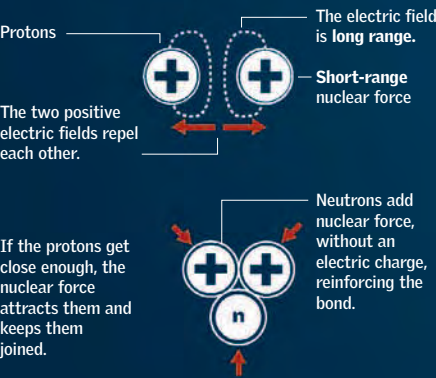 Protons
The electric field
is long range.
Short-range
nuclear force
The two positive
electric fields repel
each other.
If the protons get
close enough, the
nuclear force
attracts them and
keeps them
joined.
Neutrons add
nuclear force,
without an
electric charge,
reinforcing the
bond.
+
+
+
+
n